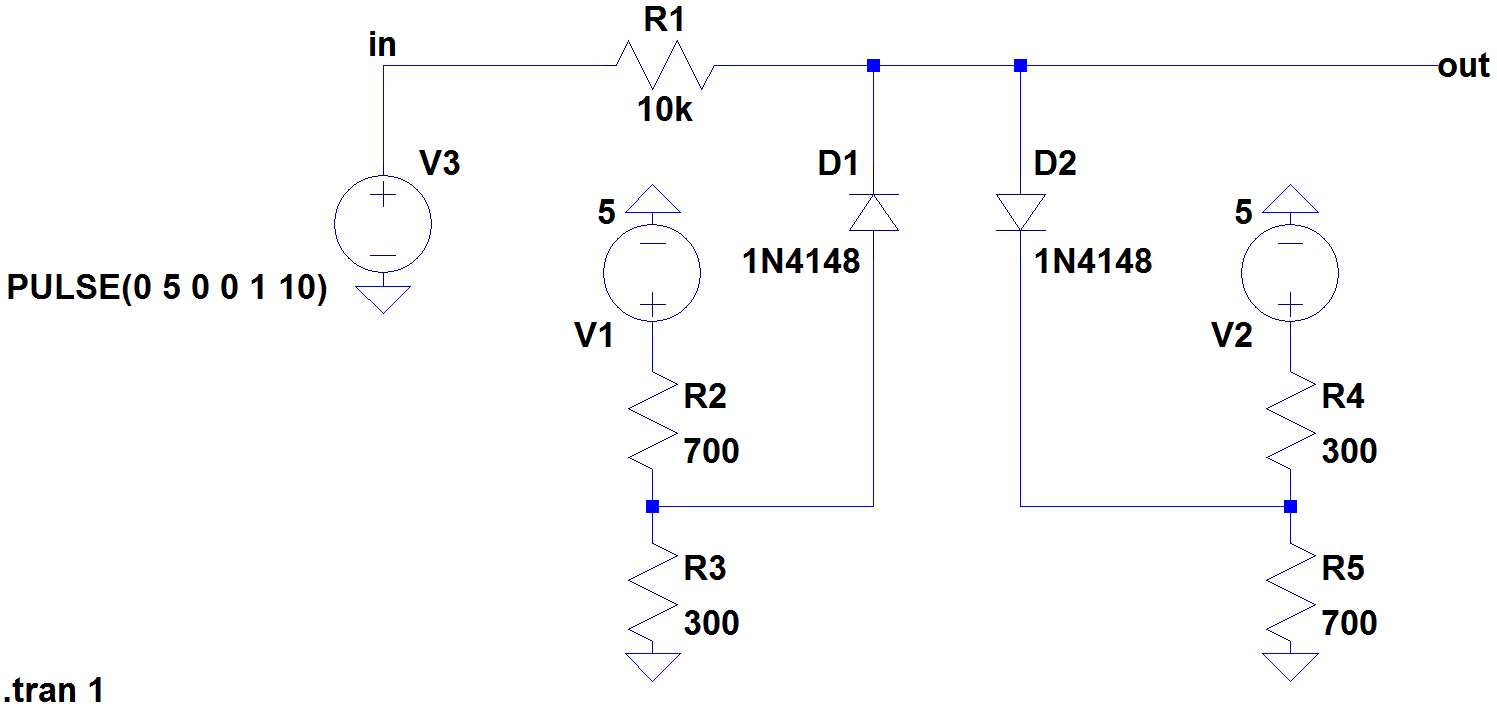 R1
in
out
10k
V3
D1
D2
5
5
1N4148
1N4148
PULSE(0 5 0 0 1 10)
V1
V2
R2
R4
700
300
R3
R5
300
700
.tran 1